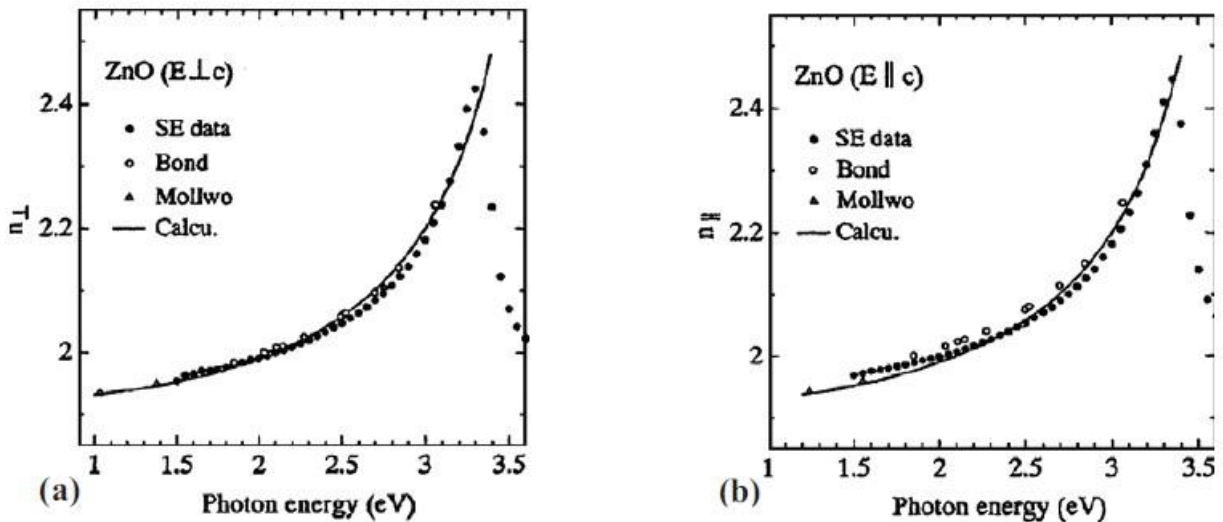 ZnO (E⊥c)
SE data
Bond
Mollwo
Calcu.
n⊥
2.4
2.2
2
1 1.5 2 2.5 3 3.5
Photon energy (eV)
(a)
ZnO (E ∥ c)
SE data
Bond
Mollwo
Calcu.
n∥
2.4
2.2
2
1 1.5 2 2.5 3 3.5
Photon energy (eV)
(b)